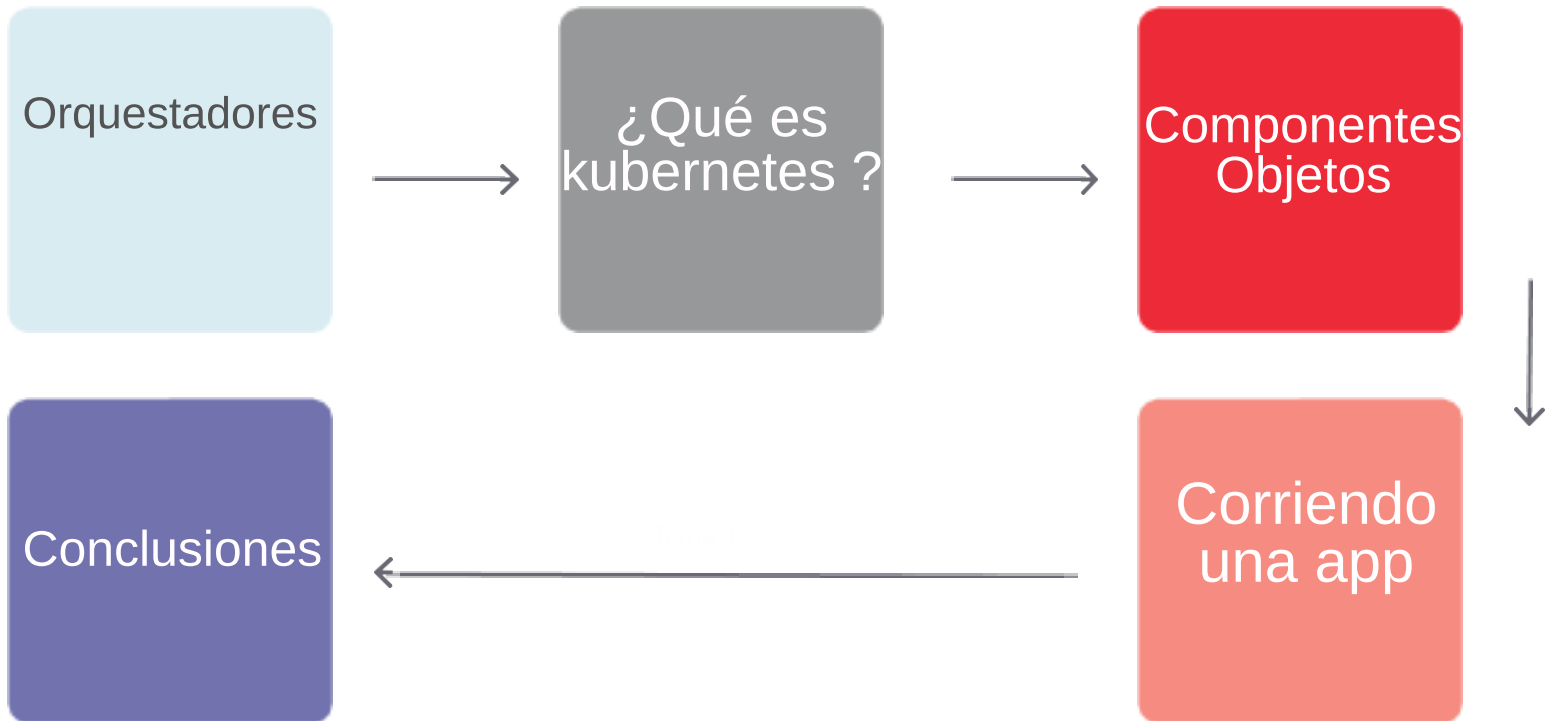 Orquestadores
¿Qué es
kubernetes ?
Componentes
Objetos
Corriendo
una app
Conclusiones